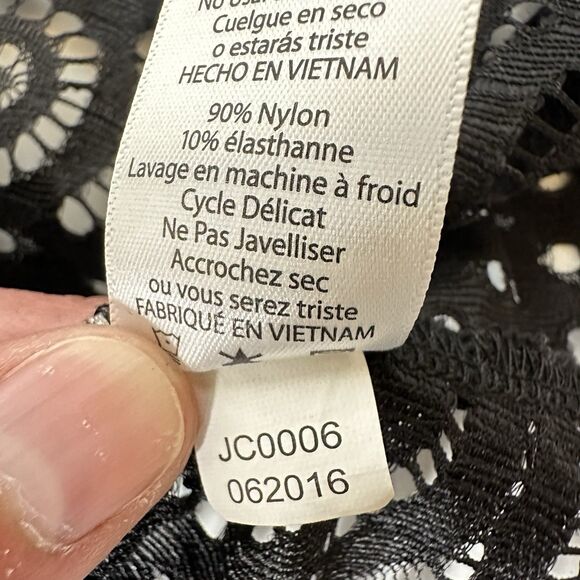 Cuelgue en seco
o estarás triste
HECHO EN VIETNAM
90% Nylon
10% élasthanne
Lavage en machine à froid
Cycle Délicat
Ne Pas Javelliser
Accrochez sec
ou vous serez triste
FABRIQUÉ EN VIETNAM
JC0006
062016